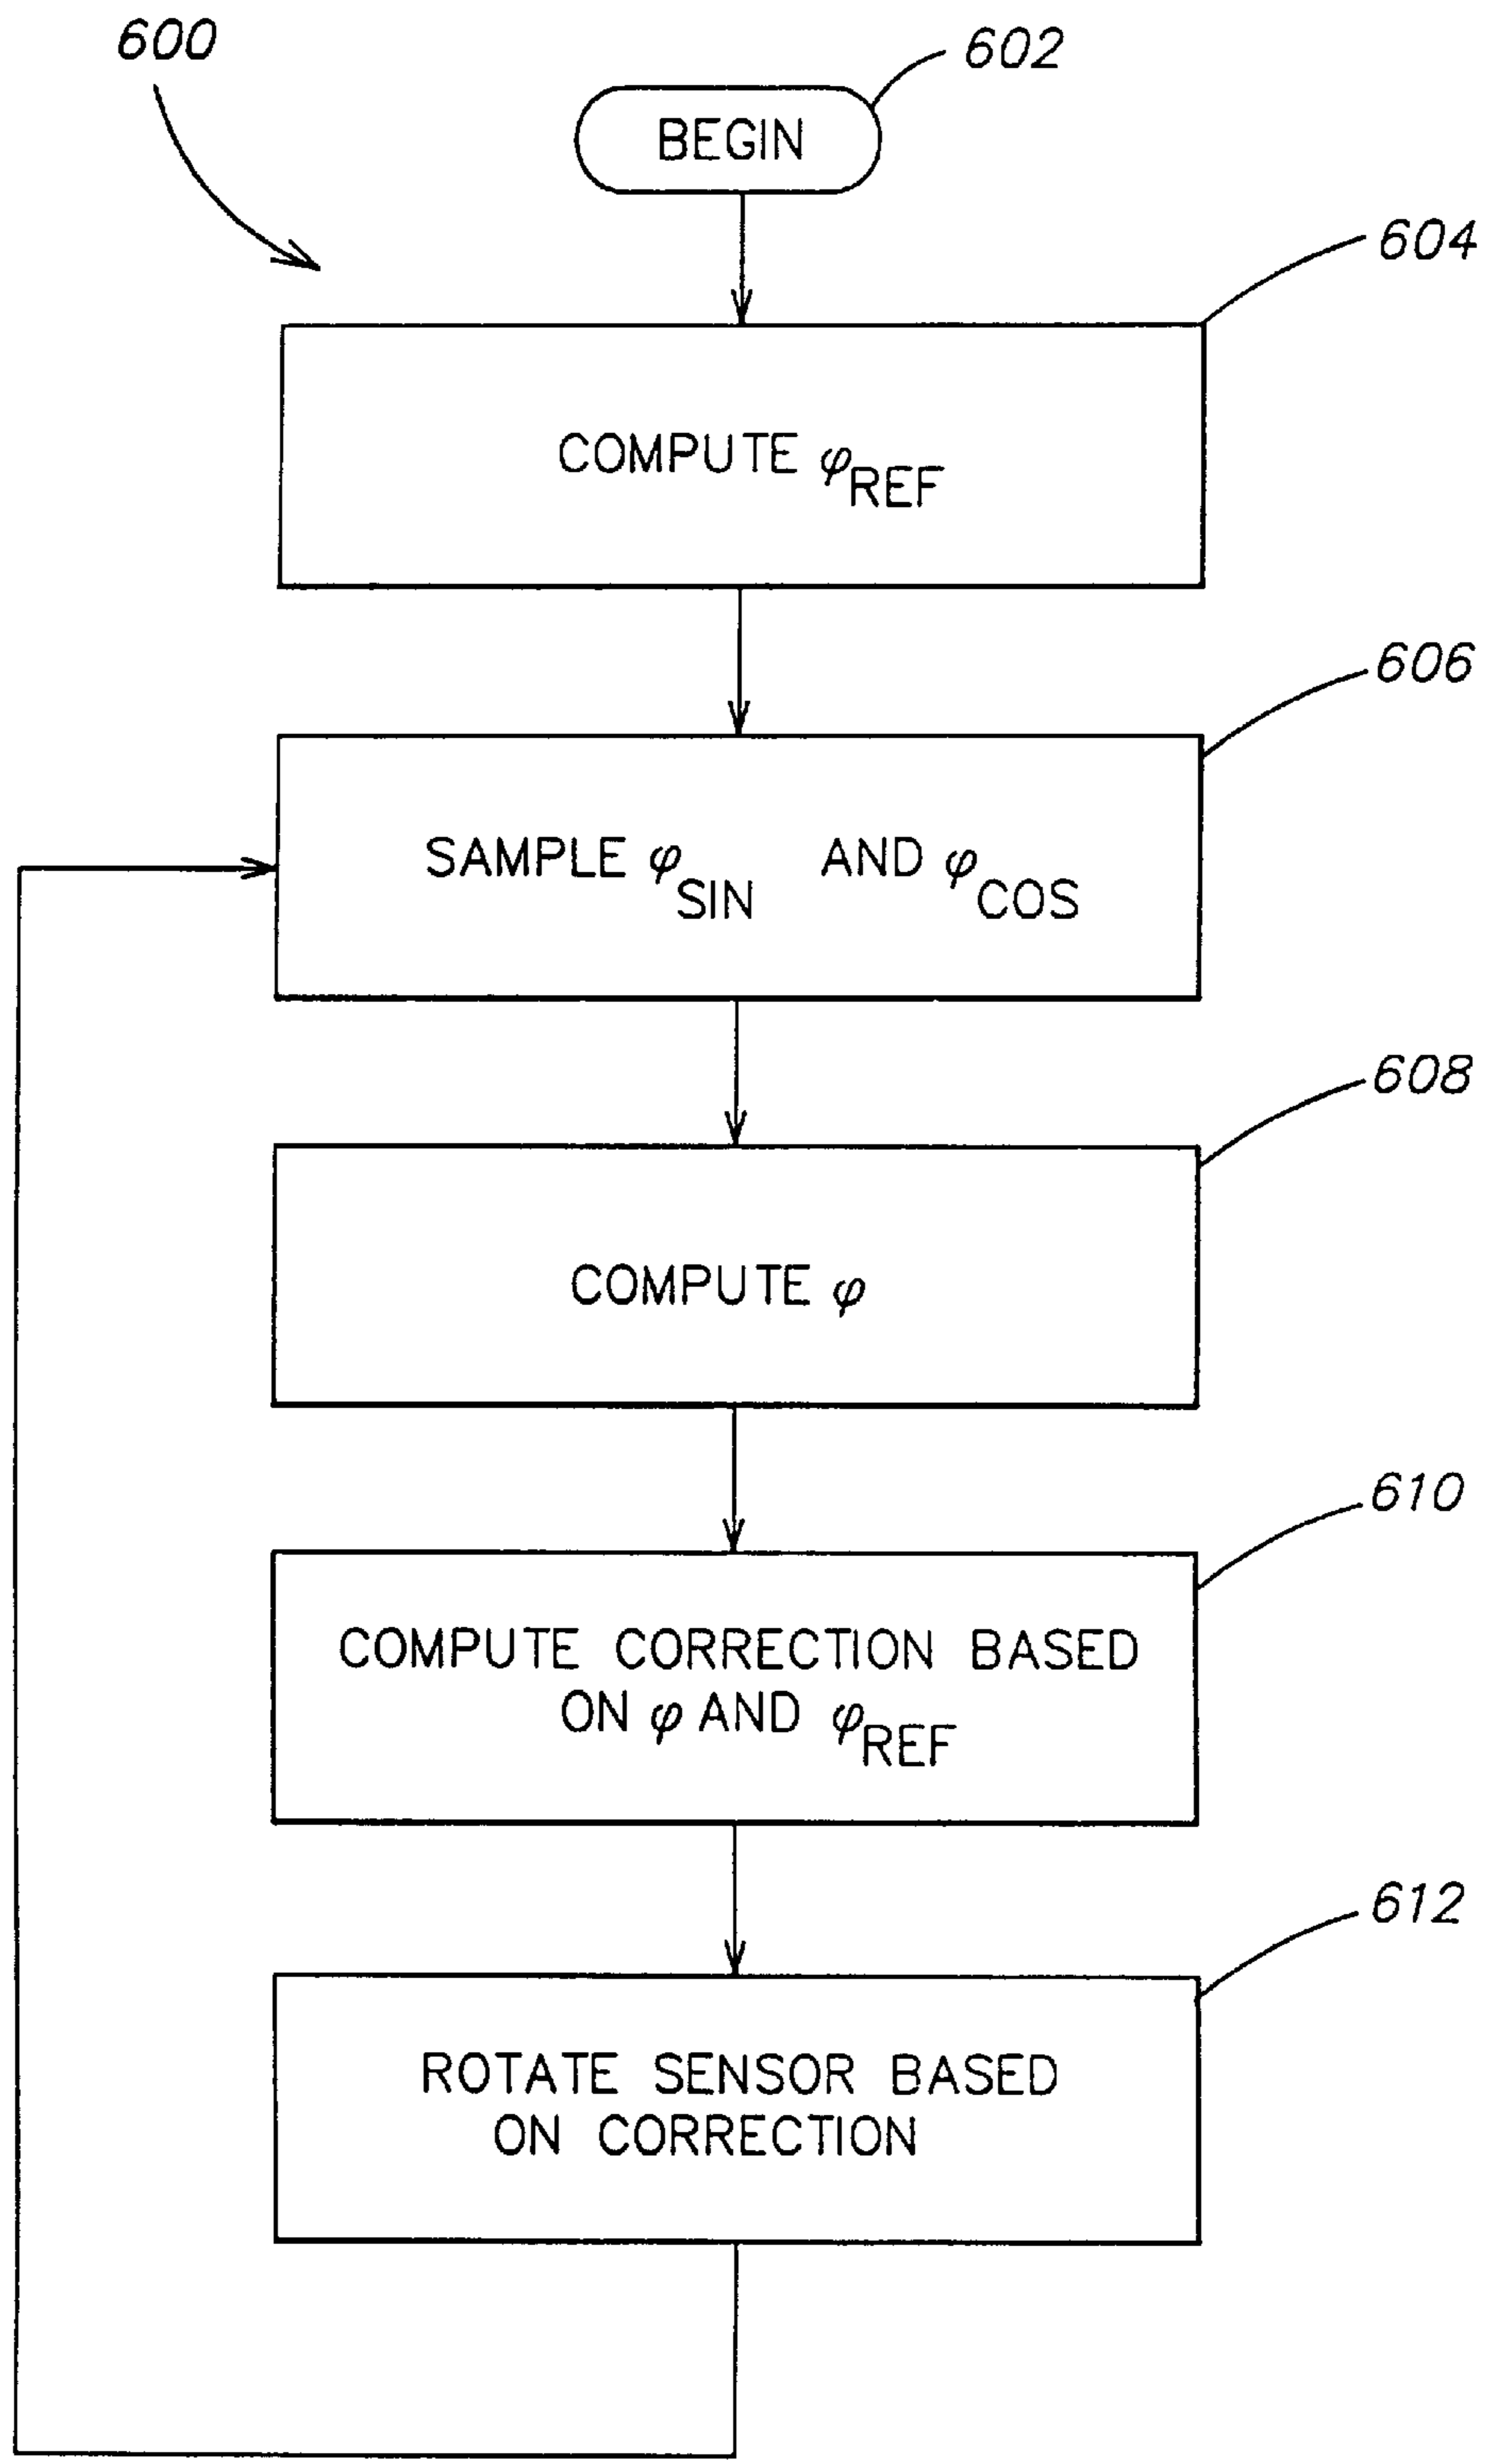 600
602
BEGIN
604
COMPUTE φREF
606
SAMPLE φSIN AND φCOS
608
COMPUTE φ
610
COMPUTE CORRECTION BASED
ON φ AND φREF
612
ROTATE SENSOR BASED
ON CORRECTION